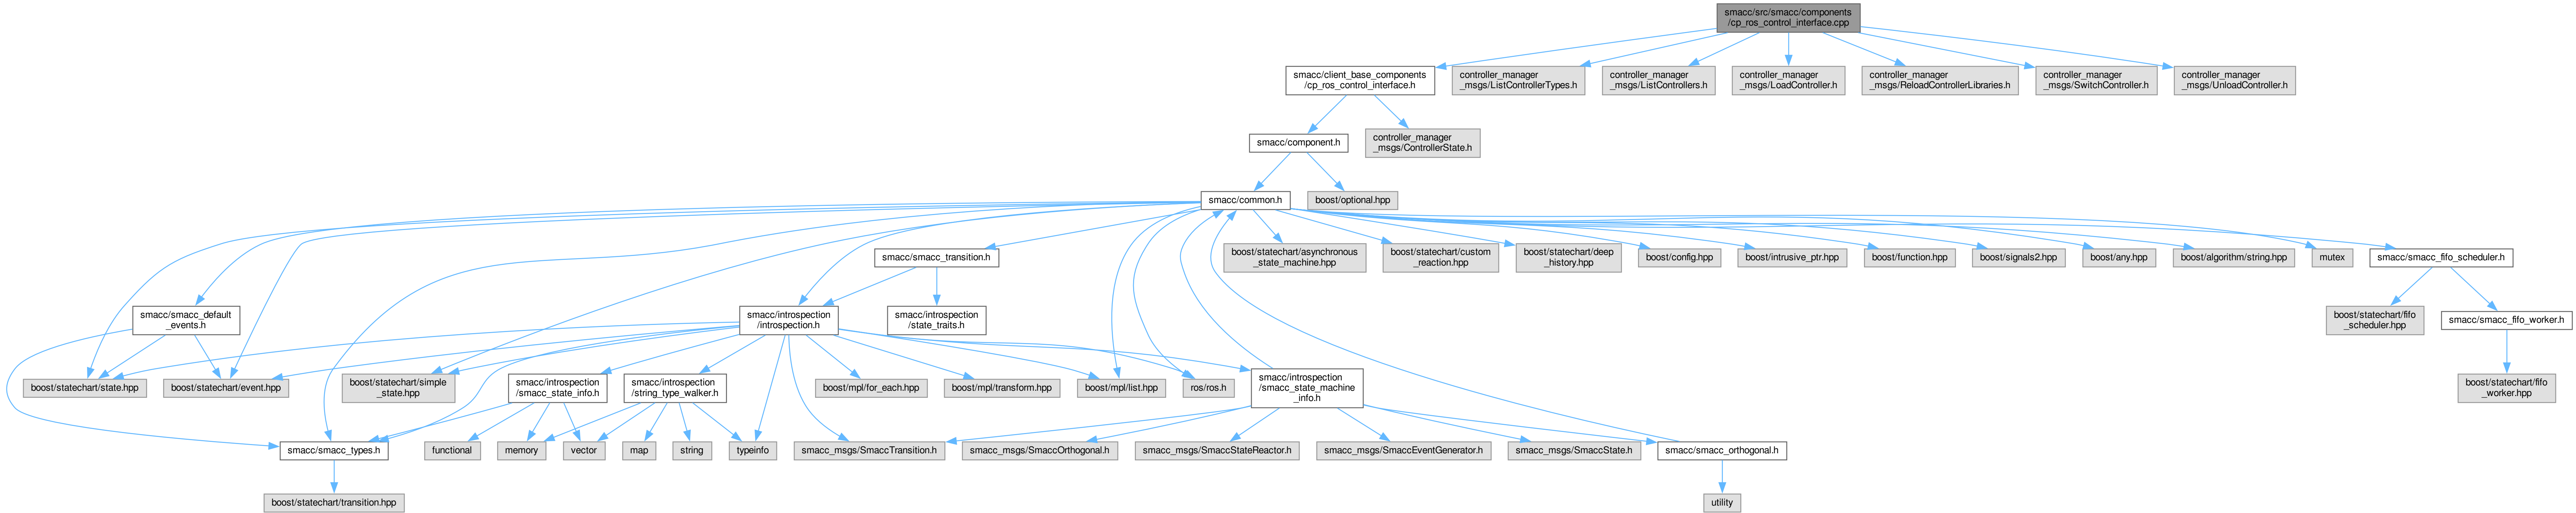 smacc/src/smacc/components
/cp_ros_control_interface.cpp
smacc/client_base_components
/cp_ros_control_interface.h
controller_manager
_msgs/ListControllerTypes.h
controller_manager
_msgs/ListControllers.h
controller_manager
_msgs/LoadController.h
controller_manager
_msgs/ReloadControllerLibraries.h
controller_manager
_msgs/SwitchController.h
controller_manager
_msgs/UnloadController.h
smacc/component.h
controller_manager
_msgs/ControllerState.h
smacc/common.h
boost/optional.hpp
smacc/smacc_transition.h
boost/statechart/asynchronous
_state_machine.hpp
boost/statechart/custom
_reaction.hpp
boost/statechart/deep
_history.hpp
boost/config.hpp
boost/intrusive_ptr.hpp
boost/function.hpp
boost/signals2.hpp
boost/any.hpp
boost/algorithm/string.hpp
mutex
smacc/smacc_fifo_scheduler.h
smacc/smacc_default
_events.h
smacc/introspection
/introspection.h
smacc/introspection
/state_traits.h
boost/statechart/fifo
_scheduler.hpp
smacc/smacc_fifo_worker.h
boost/statechart/state.hpp
boost/statechart/event.hpp
boost/statechart/simple
_state.hpp
smacc/introspection
/smacc_state_info.h
smacc/introspection
/string_type_walker.h
boost/mpl/for_each.hpp
boost/mpl/transform.hpp
boost/mpl/list.hpp
ros/ros.h
smacc/introspection
/smacc_state_machine
_info.h
boost/statechart/fifo
_worker.hpp
smacc/smacc_types.h
functional
memory
vector
map
string
typeinfo
smacc_msgs/SmaccTransition.h
smacc_msgs/SmaccOrthogonal.h
smacc_msgs/SmaccStateReactor.h
smacc_msgs/SmaccEventGenerator.h
smacc_msgs/SmaccState.h
smacc/smacc_orthogonal.h
boost/statechart/transition.hpp
utility